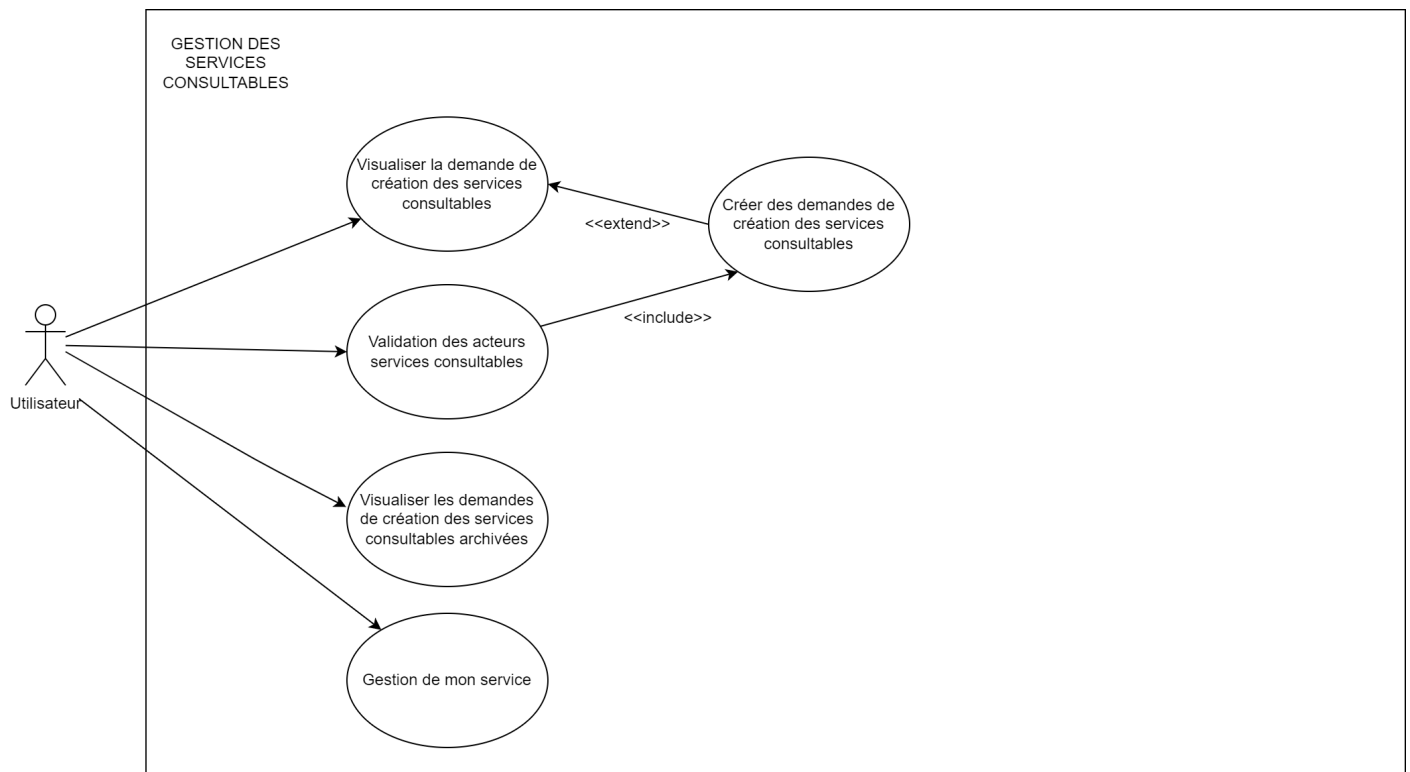 GESTION DES
SERVICES
CONSULTABLES
Visualiser la demande de
création des services
consultables
Créer des demandes de
création des services
consultables
<<extend>>
<<include>>
Validation des acteurs
services consultables
Utilisateur
Visualiser les demandes
de création des services
consultables archivées
Gestion de mon service